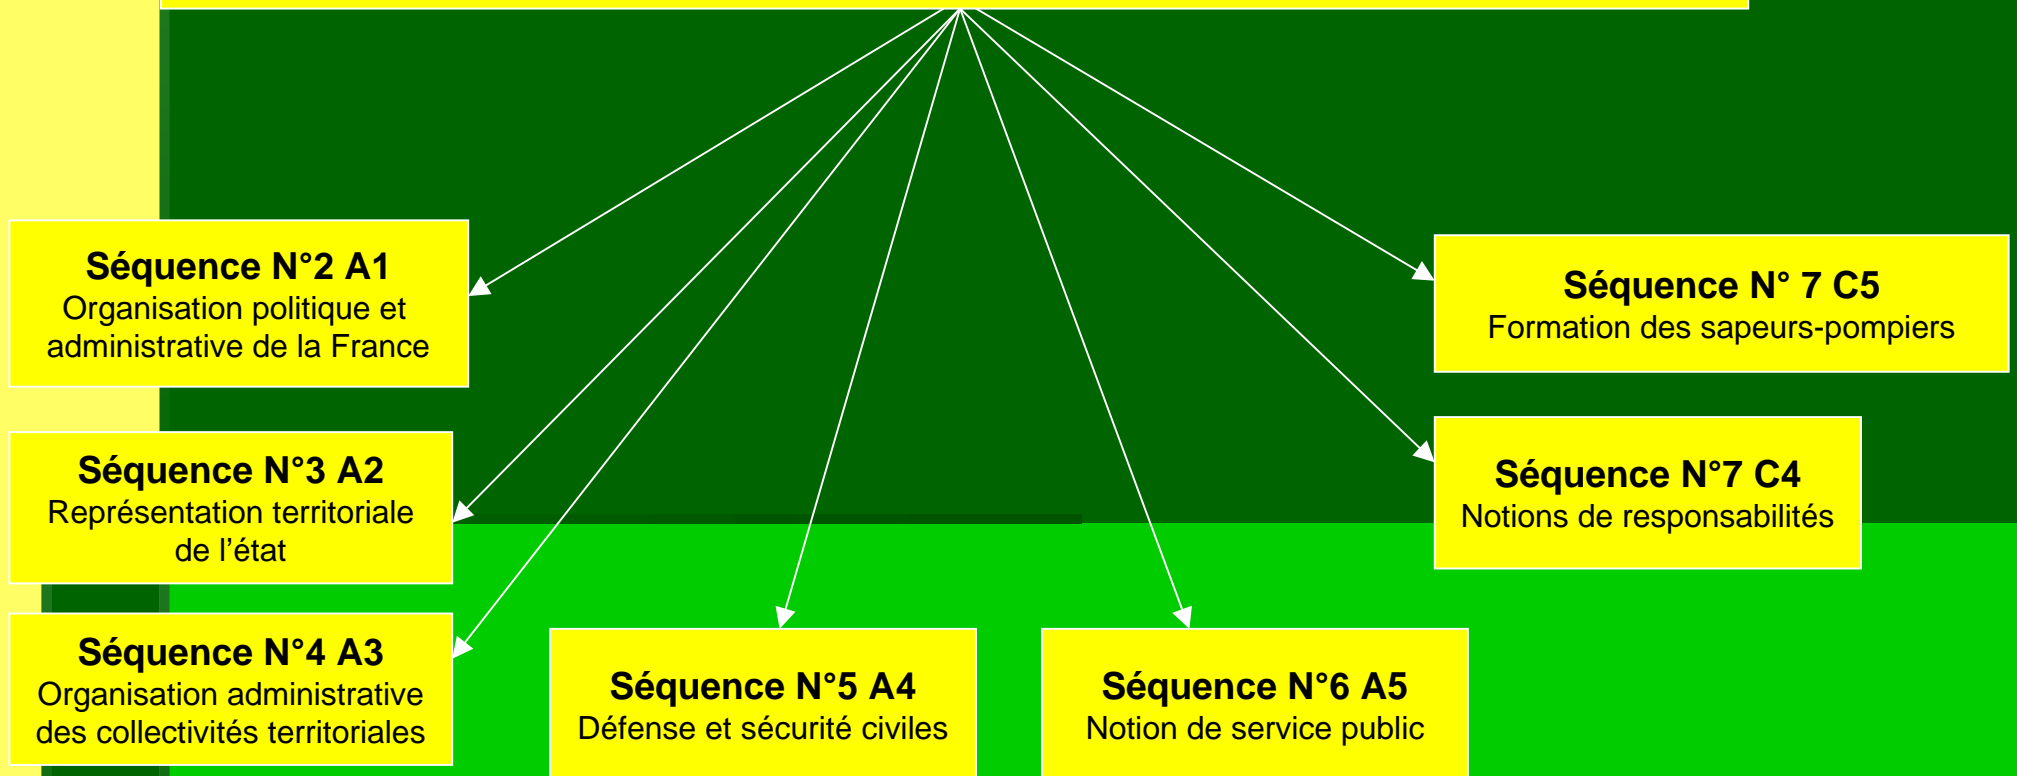 Séquence N°2 A1
Organisation politique et
administrative de la France
Séquence N°3 A2
Représentation territoriale
de l'état
Séquence N°4 A3
Organisation administrative
des collectivités territoriales
Séquence N°5 A4
Défense et sécurité civiles
Séquence N°6 A5
Notion de service public
Séquence N° 7 C5
Formation des sapeurs-pompiers
Séquence N°7 C4
Notions de responsabilités